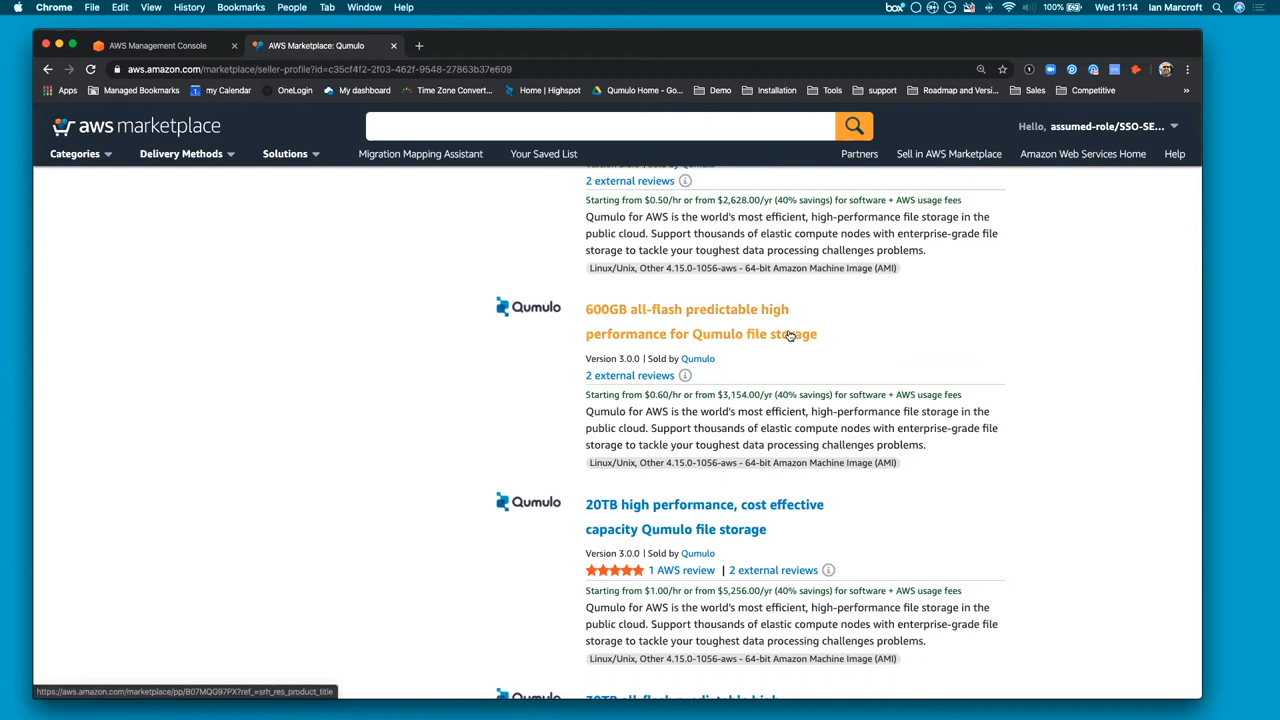 Chrome File Edit View History Bookmarks People Tab Window Help
box 100% Wed 11:14 Ian Marcroft
AWS Management Console
AWS Marketplace: Qumulo
aws.amazon.com/marketplace/seller-profile?id=c35cf4f2-2f03-462f-9548-27863b37e609
Apps Managed Bookmarks my Calendar OneLogin My dashboard Time Zone Convert... Home | Highspot Qumulo Home - Go... Demo Installation Tools support Roadmap and Versi... Sales Competitive »
aws marketplace
Hello, assumed-role/SSO-SE...
Categories Delivery Methods Solutions Migration Mapping Assistant Your Saved List Partners Sell in AWS Marketplace Amazon Web Services Home Help
2 external reviews
Starting from $0.50/hr or from $2,628.00/yr (40% savings) for software + AWS usage fees
Qumulo for AWS is the world's most efficient, high-performance file storage in the
public cloud. Support thousands of elastic compute nodes with enterprise-grade file
storage to tackle your toughest data processing challenges problems.
Linux/Unix, Other 4.15.0-1056-aws - 64-bit Amazon Machine Image (AMI)
Qumulo
600GB all-flash predictable high
performance for Qumulo file storage
Version 3.0.0 | Sold by Qumulo
2 external reviews
Starting from $0.60/hr or from $3,154.00/yr (40% savings) for software + AWS usage fees
Qumulo for AWS is the world's most efficient, high-performance file storage in the
public cloud. Support thousands of elastic compute nodes with enterprise-grade file
storage to tackle your toughest data processing challenges problems.
Linux/Unix, Other 4.15.0-1056-aws - 64-bit Amazon Machine Image (AMI)
Qumulo
20TB high performance, cost effective
capacity Qumulo file storage
Version 3.0.0 | Sold by Qumulo
1 AWS review | 2 external reviews
Starting from $1.00/hr or from $5,256.00/yr (40% savings) for software + AWS usage fees
Qumulo for AWS is the world's most efficient, high-performance file storage in the
public cloud. Support thousands of elastic compute nodes with enterprise-grade file
storage to tackle your toughest data processing challenges problems.
Linux/Unix, Other 4.15.0-1056-aws - 64-bit Amazon Machine Image (AMI)
https://aws.amazon.com/marketplace/pp/B07MQG97PX?ref_=srh_res_product_title